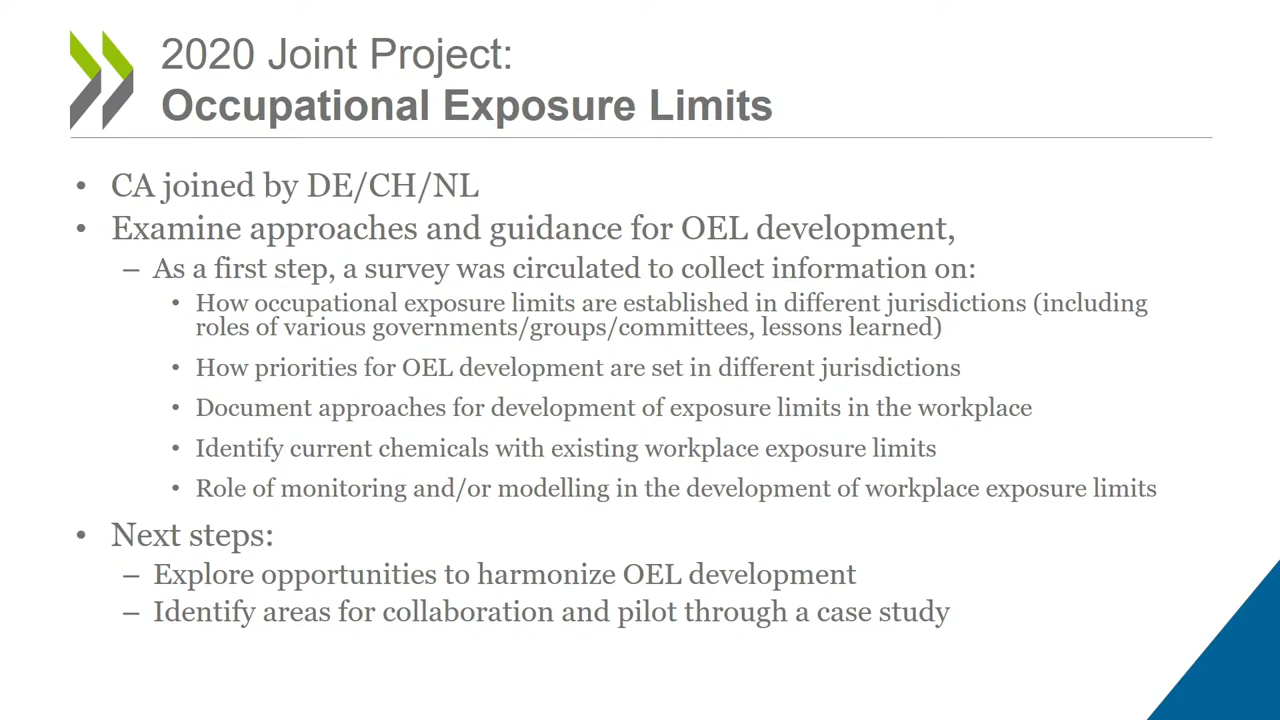 2020 Joint Project:
Occupational Exposure Limits
• CA joined by DE/CH/NL
• Examine approaches and guidance for OEL development,
– As a first step, a survey was circulated to collect information on:
• How occupational exposure limits are established in different jurisdictions (including
roles of various governments/groups/committees, lessons learned)
• How priorities for OEL development are set in different jurisdictions
• Document approaches for development of exposure limits in the workplace
• Identify current chemicals with existing workplace exposure limits
• Role of monitoring and/or modelling in the development of workplace exposure limits
• Next steps:
– Explore opportunities to harmonize OEL development
– Identify areas for collaboration and pilot through a case study